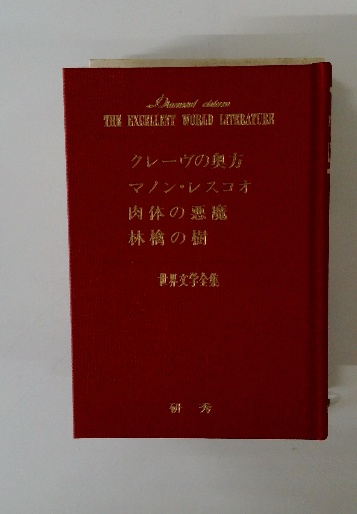 Diamond edition
THE EXCELLENT WORLD LITERATURE
クレーヴの奥方
マノン・レスコオ
肉体の悪魔
林檎の樹
世界文学全集
研秀